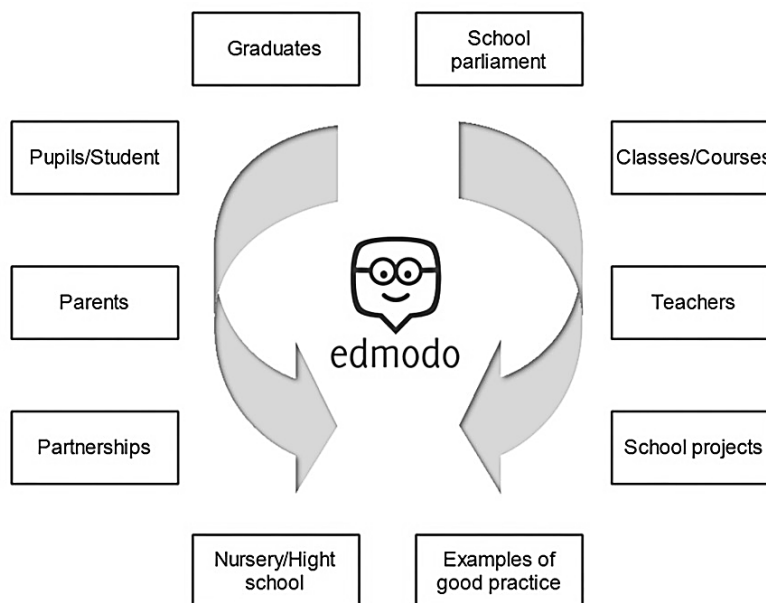 Graduates
School
parliament
Pupils/Student
Classes/Courses
Parents
edmodo
Teachers
Partnerships
School projects
Nursery/Hight
school
Examples of
good practice